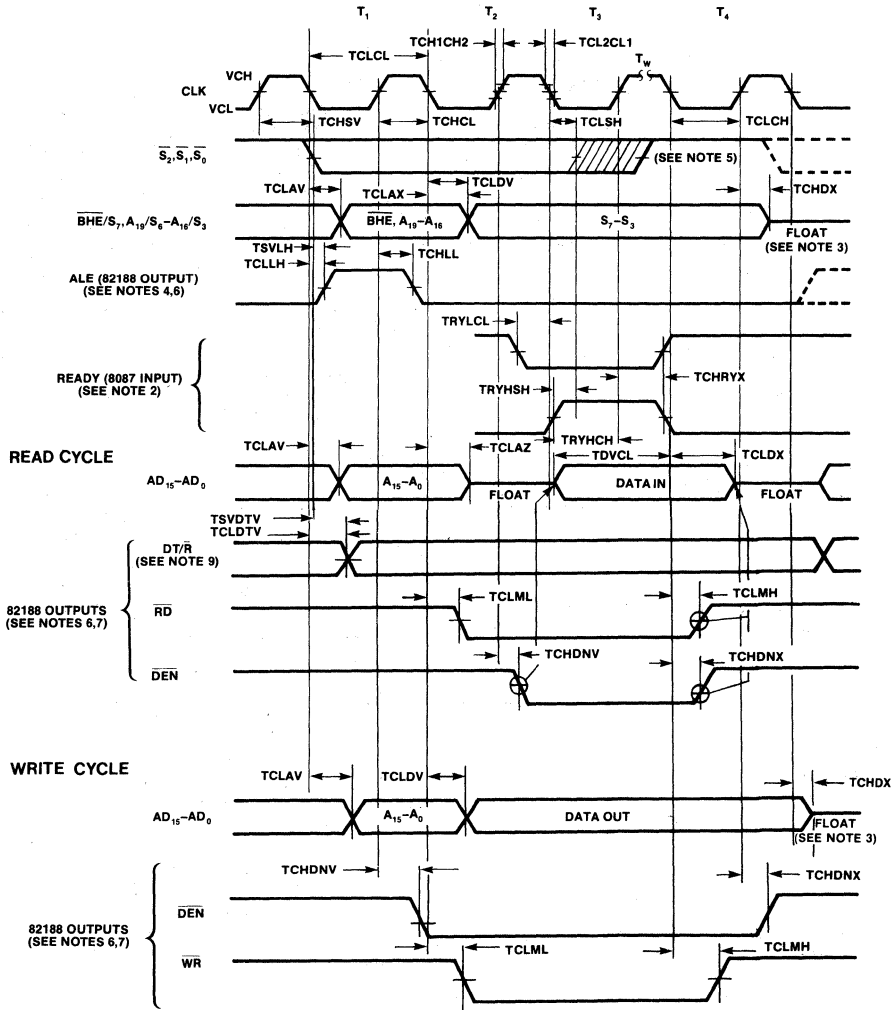 T1 T2 T3 T4
TCLCL TCH1CH2 TCL2CL1
TW
VCH
CLK
VCL
TCHSV TCHCL TCLSH TCLCH
S̅2̅,S̅1̅,S̅0̅ (SEE NOTE 5)
TCLAV TCLAX TCLDV TCHDX
B̅H̅E̅/S7, A19/S6–A16/S3 B̅H̅E̅, A19–A16 S7–S3 FLOAT
(SEE NOTE 3)
TSVLH
TCLLH TCHLL
ALE (82188 OUTPUT)
(SEE NOTES 4,6)
TRYLCL
READY (8087 INPUT)
(SEE NOTE 2)
TRYHSH TCHRYX
TRYHCH
READ CYCLE
TCLAV TCLAZ TDVCL TCLDX
AD15–AD0 A15–A0 FLOAT DATA IN FLOAT
TSVDTV
TCLDTV
DT/R̅
(SEE NOTE 9)
82188 OUTPUTS
(SEE NOTES 6,7)
R̅D̅ TCLML TCLMH
TCHDNV TCHDNX
D̅E̅N̅
WRITE CYCLE
TCLAV TCLDV TCHDX
AD15–AD0 A15–A0 DATA OUT FLOAT
(SEE NOTE 3)
TCHDNV TCHDNX
D̅E̅N̅
82188 OUTPUTS
(SEE NOTES 6,7)
TCLML TCLMH
W̅R̅